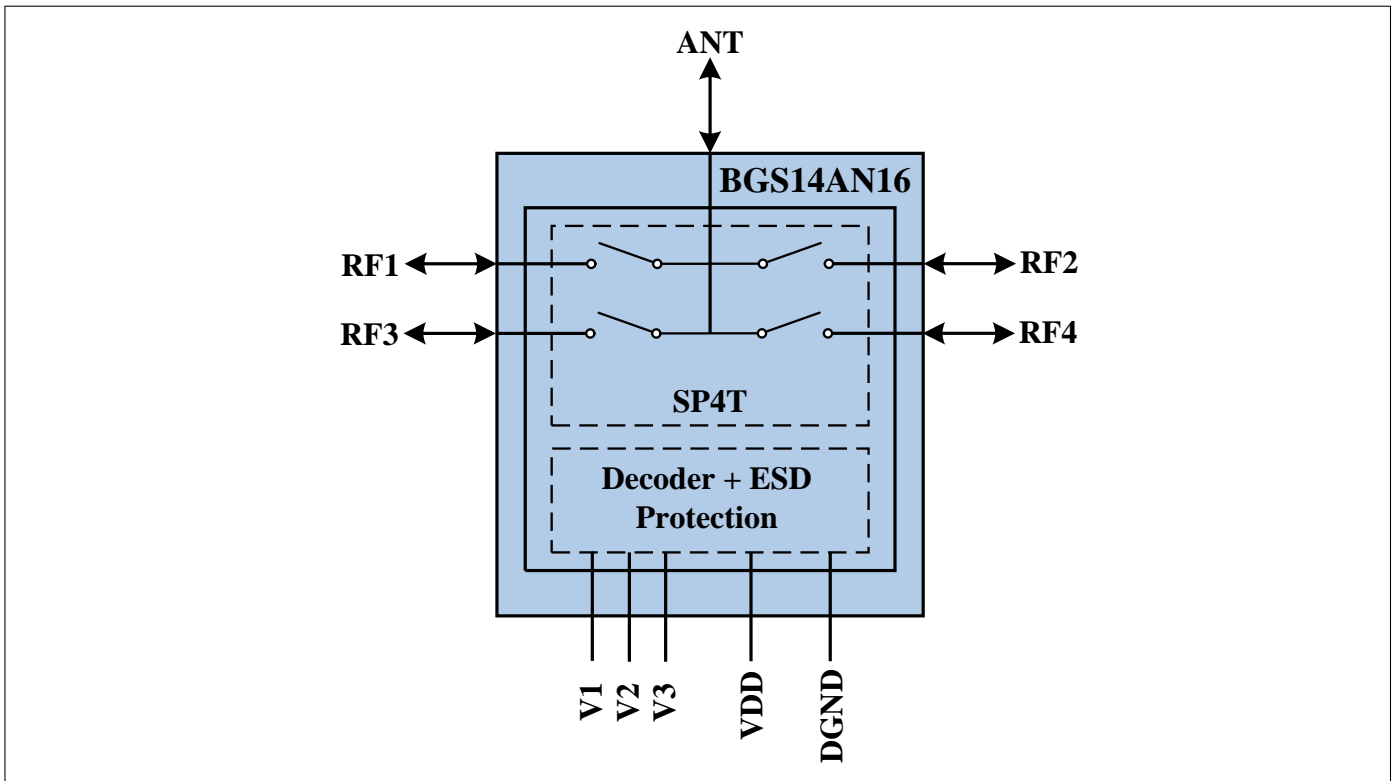 ANT
BGS14AN16
RF1
RF2
RF3
RF4
SP4T
Decoder + ESD
Protection
V1
V2
V3
VDD
DGND